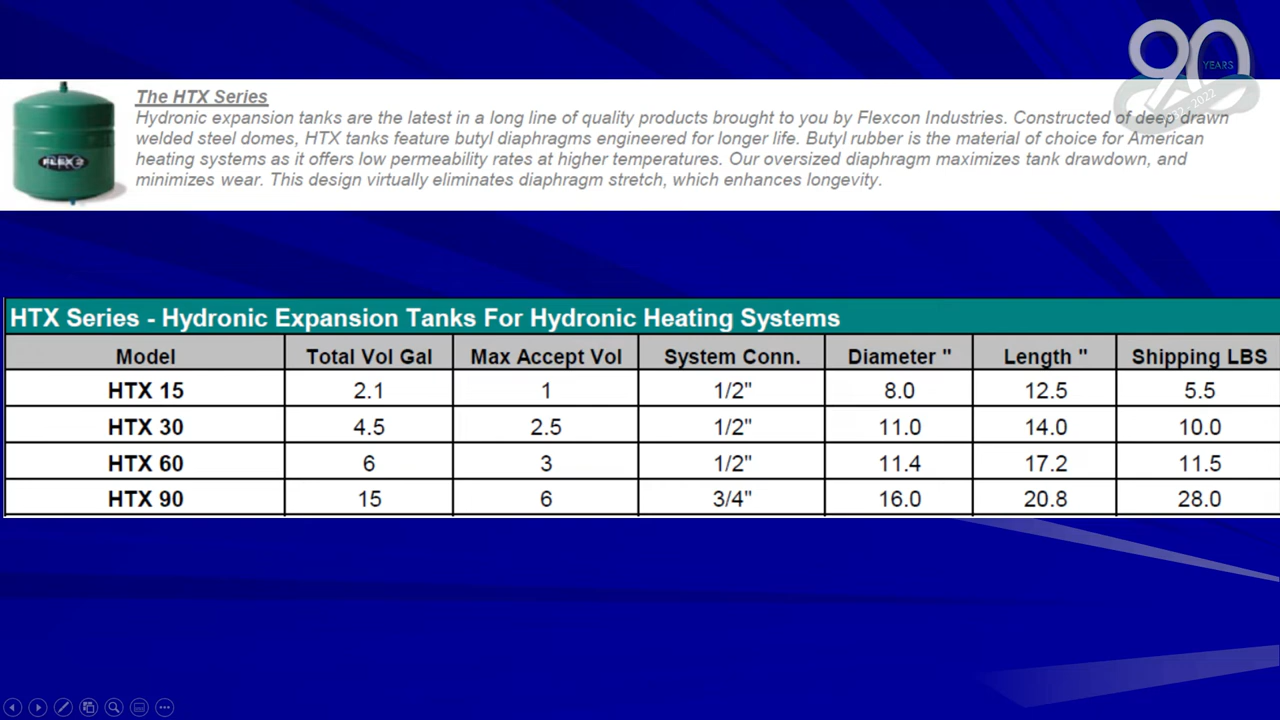 90
YEARS
2022
The HTX Series
Hydronic expansion tanks are the latest in a long line of quality products brought to you by Flexcon Industries. Constructed of deep drawn
welded steel domes, HTX tanks feature butyl diaphragms engineered for longer life. Butyl rubber is the material of choice for American
heating systems as it offers low permeability rates at higher temperatures. Our oversized diaphragm maximizes tank drawdown, and
minimizes wear. This design virtually eliminates diaphragm stretch, which enhances longevity.
HTX Series - Hydronic Expansion Tanks For Hydronic Heating Systems
Model Total Vol Gal Max Accept Vol System Conn. Diameter " Length " Shipping LBS
HTX 15 2.1 1 1/2" 8.0 12.5 5.5
HTX 30 4.5 2.5 1/2" 11.0 14.0 10.0
HTX 60 6 3 1/2" 11.4 17.2 11.5
HTX 90 15 6 3/4" 16.0 20.8 28.0